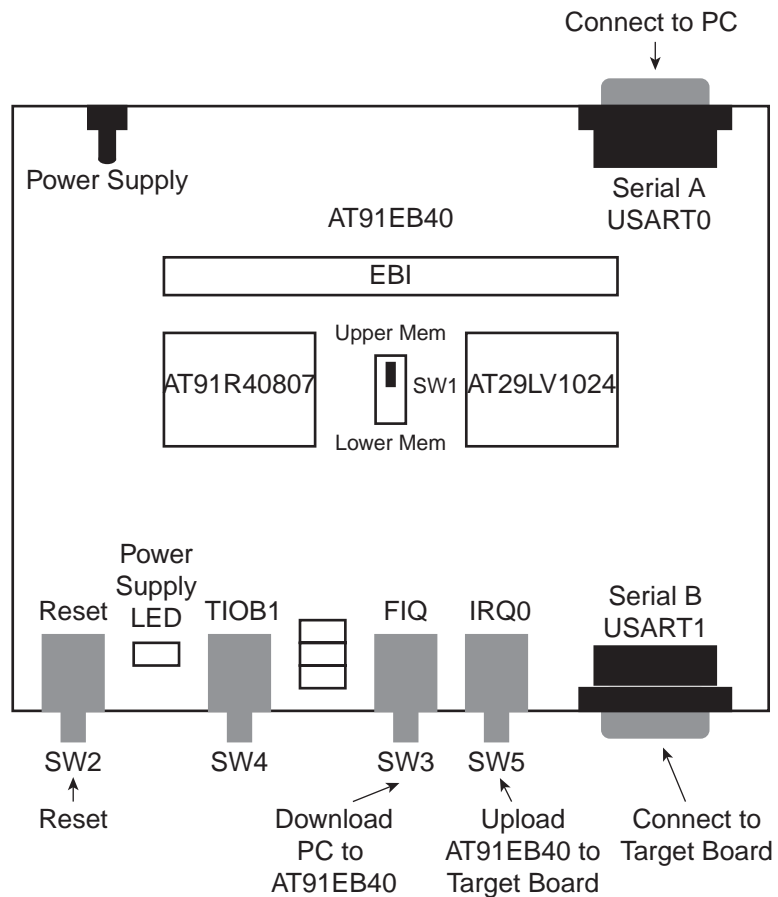 Connect to PC
Power Supply
Serial A
USART0
AT91EB40
EBI
Upper Mem
AT91R40807
SW1
AT29LV1024
Lower Mem
Power
Supply
LED
Reset
TIOB1
FIQ
IRQ0
Serial B
USART1
SW2
SW4
SW3
SW5
Reset
Download
PC to
AT91EB40
Upload
AT91EB40 to
Target Board
Connect to
Target Board